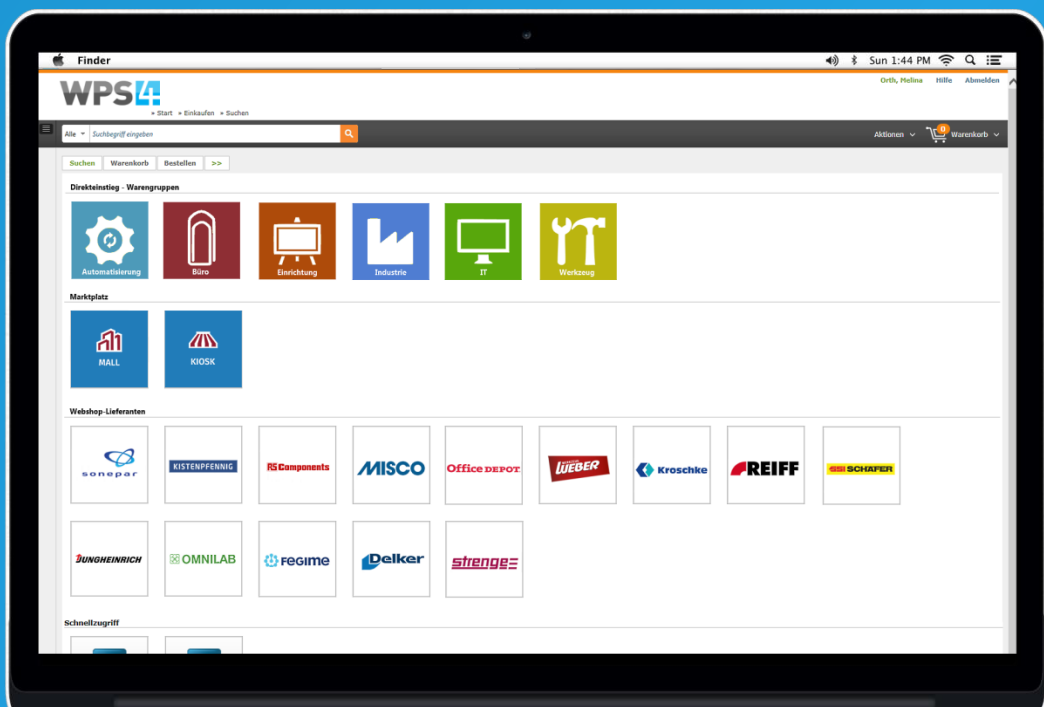 Finder Sun 1:44 PM
Orth, Melina Hilfe Abmelden
WPS4
» Start » Einkaufen » Suchen
Alle Suchbegriff eingeben Aktionen 0 Warenkorb
Suchen Warenkorb Bestellen >>
Direkteinstieg - Warengruppen
Automatisierung Büro Einrichtung Industrie IT Werkzeug
Marktplatz
MALL KIOSK
Webshop-Lieferanten
sonepar KISTENPFENNIG RS Components MISCO Office DEPOT WEBER Kroschke REIFF SSI SCHÄFER
JUNGHEINRICH OMNILAB FEGIME Delker strenge
Schnellzugriff